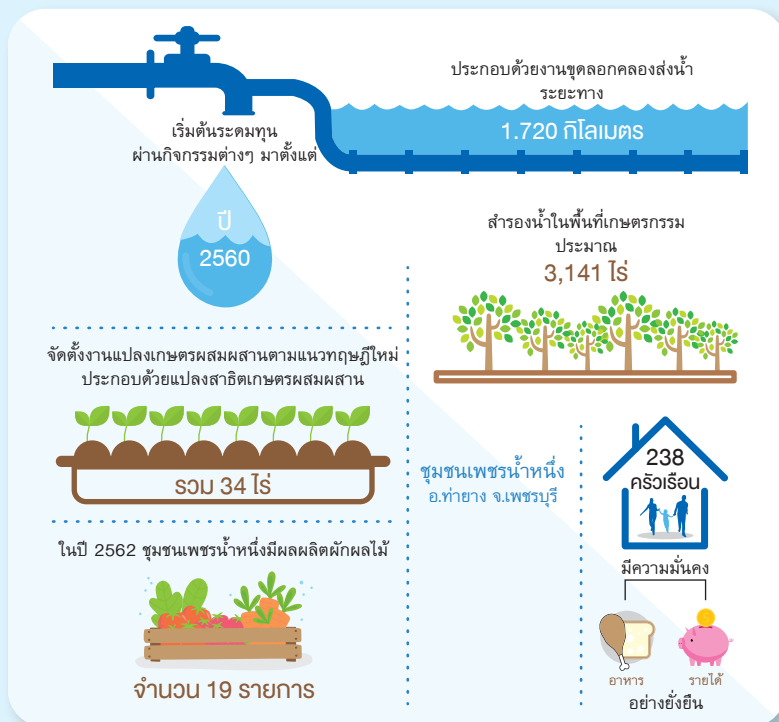 เริ่มต้นระดมทุน
ผ่านกิจกรรมต่างๆ มาตั้งแต่
ปี
2560
ประกอบด้วยงานขุดลอกคลองส่งน้ำ
ระยะทาง
1.720 กิโลเมตร
สำรองน้ำในพื้นที่เกษตรกรรม
ประมาณ
3,141 ไร่
จัดตั้งงานแปลงเกษตรผสมผสานตามแนวทฤษฎีใหม่
ประกอบด้วยแปลงสาธิตเกษตรผสมผสาน
รวม 34 ไร่
ในปี 2562 ชุมชนเพชรน้ำหนึ่งมีผลผลิตผักผลไม้
จำนวน 19 รายการ
ชุมชนเพชรน้ำหนึ่ง
อ.ท่ายาง จ.เพชรบุรี
238
ครัวเรือน
มีความมั่นคง
อาหาร
รายได้
อย่างยั่งยืน